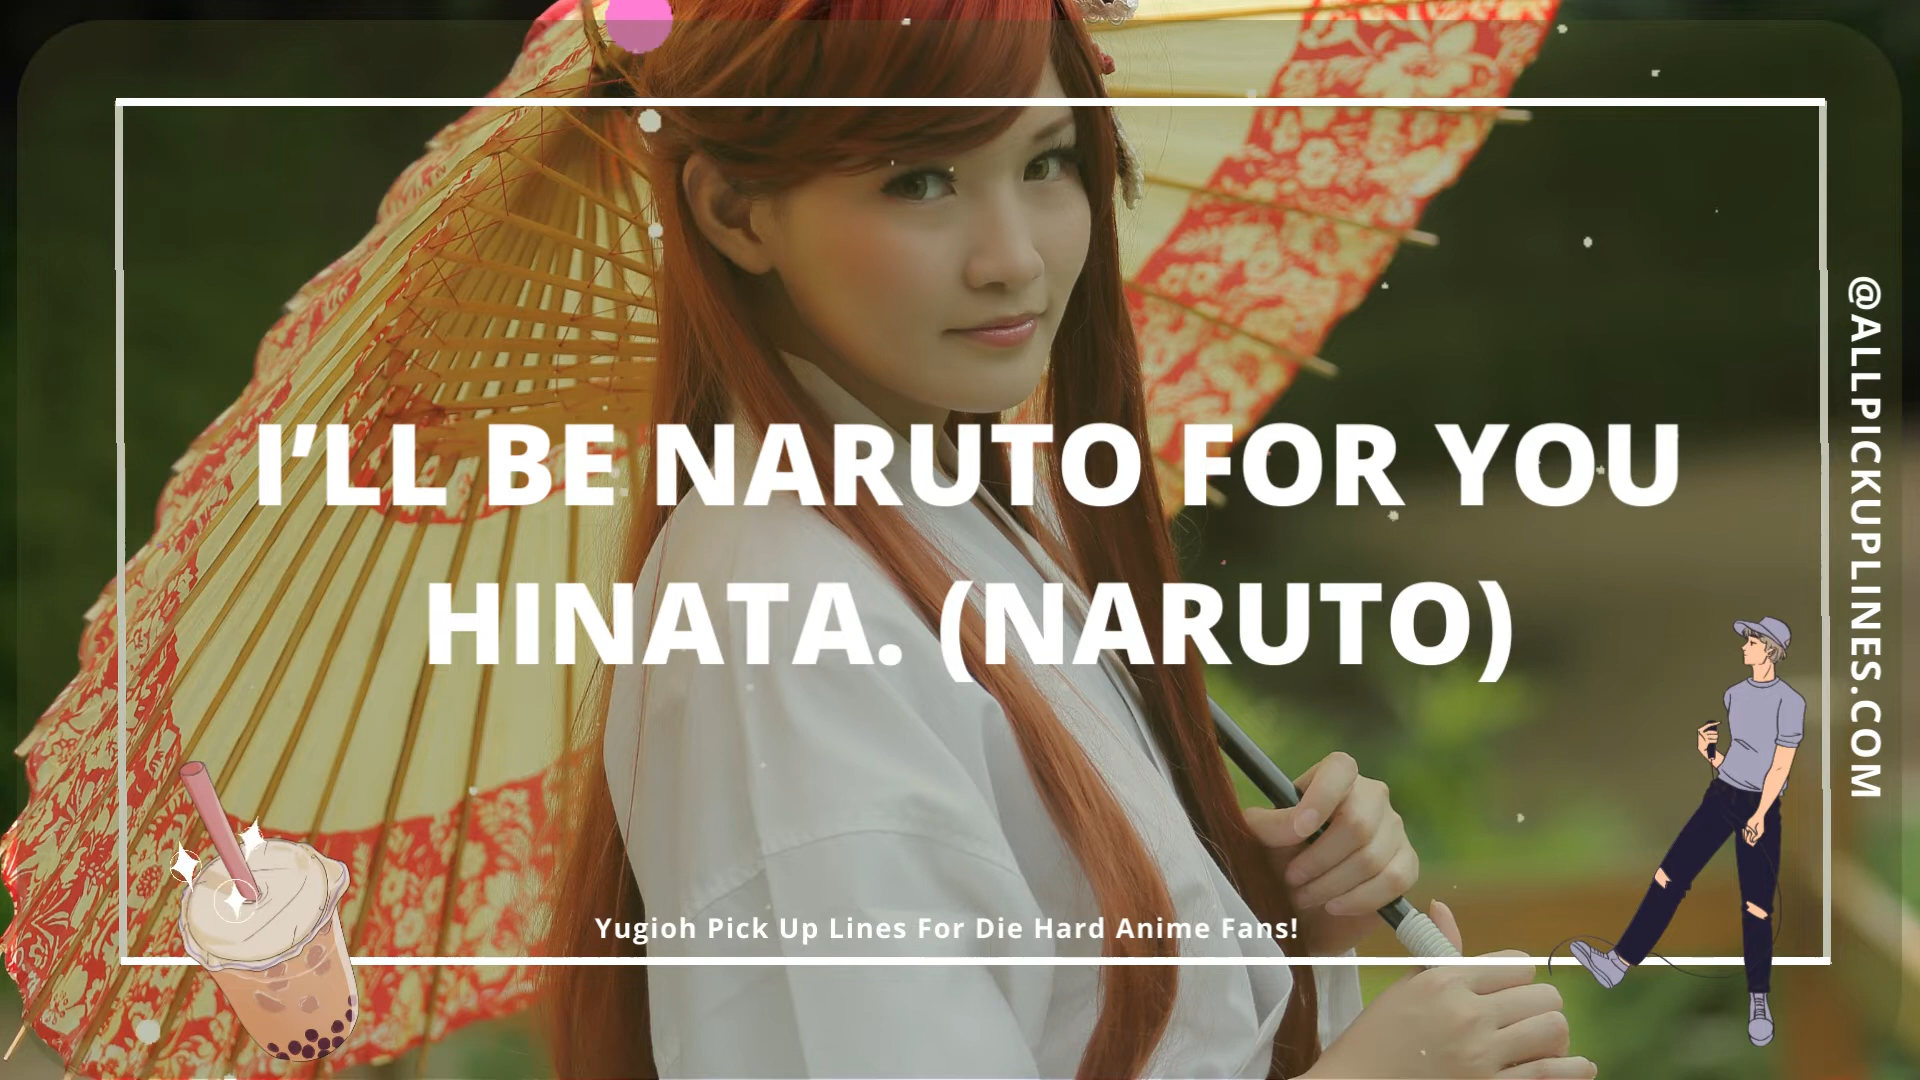 I'LL BE NARUTO FOR YOU
HINATA. (NARUTO)
Yugioh Pick Up Lines For Die Hard Anime Fans!
@ALLPICKUPLINES.COM